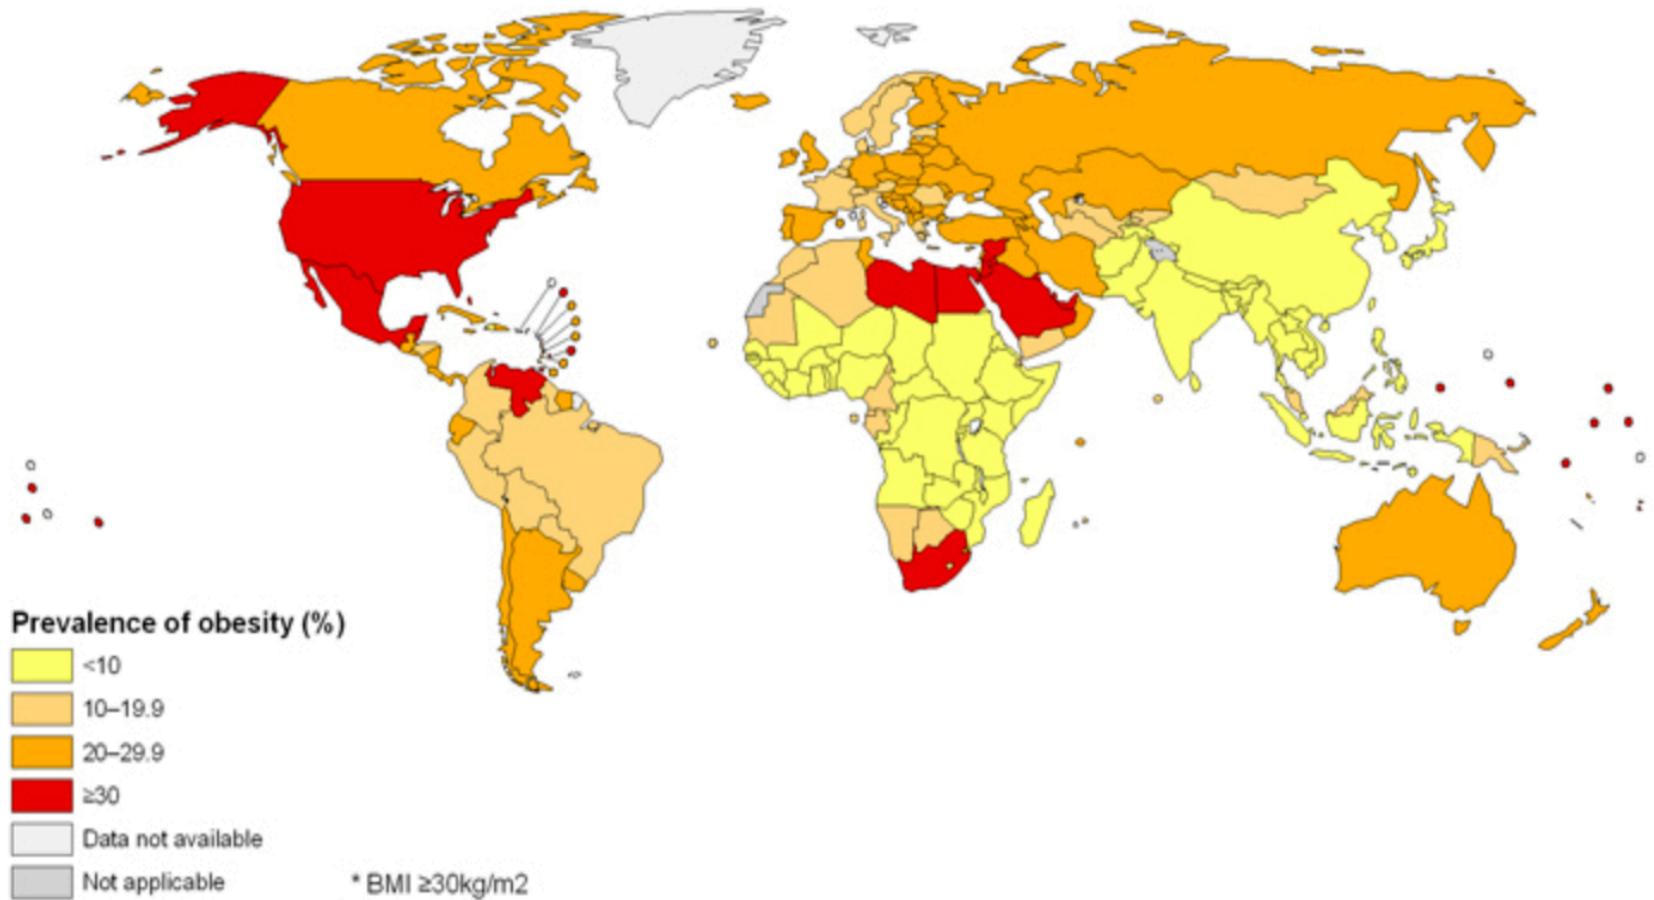 Prevalence of obesity (%)
<10
10–19.9
20–29.9
≥30
Data not available
Not applicable
* BMI ≥30kg/m2